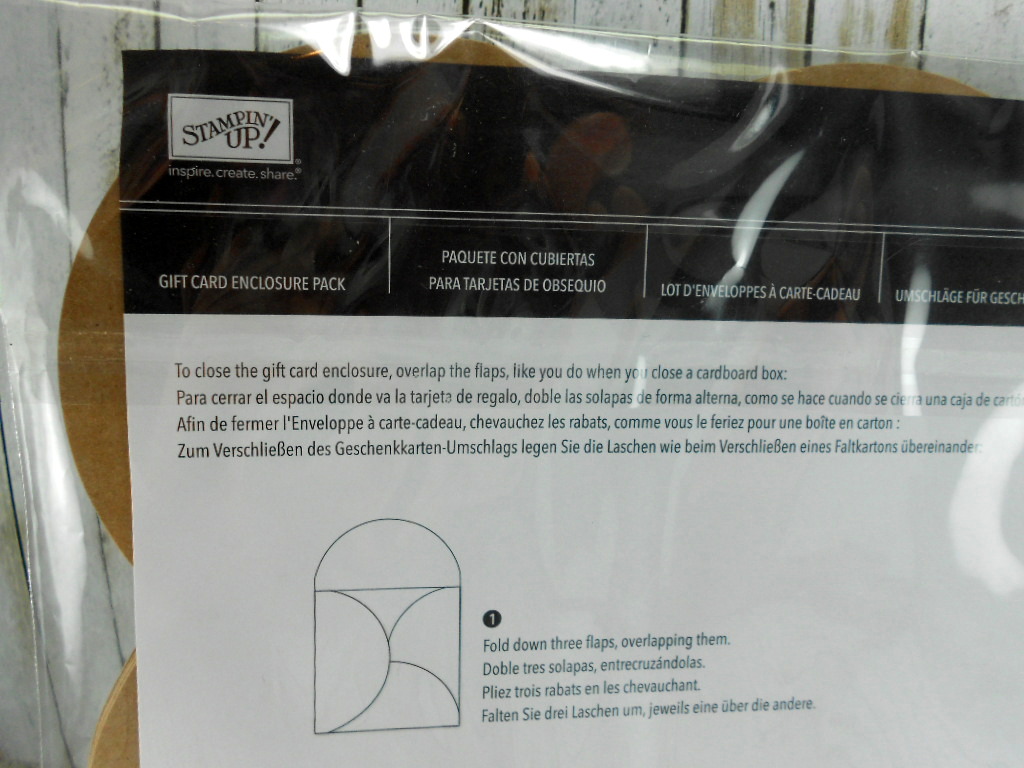 STAMPIN'
UP!®
inspire. create. share.®
GIFT CARD ENCLOSURE PACK
PAQUETE CON CUBIERTAS
PARA TARJETAS DE OBSEQUIO
LOT D'ENVELOPPES À CARTE-CADEAU
UMSCHLÄGE FÜR GESCH
To close the gift card enclosure, overlap the flaps, like you do when you close a cardboard box:
Para cerrar el espacio donde va la tarjeta de regalo, doble las solapas de forma alterna, como se hace cuando se cierra una caja de cartón
Afin de fermer l'Enveloppe à carte-cadeau, chevauchez les rabats, comme vous le feriez pour une boîte en carton :
Zum Verschließen des Geschenkkarten-Umschlags legen Sie die Laschen wie beim Verschließen eines Faltkartons übereinander:
1
Fold down three flaps, overlapping them.
Doble tres solapas, entrecruzándolas.
Pliez trois rabats en les chevauchant.
Falten Sie drei Laschen um, jeweils eine über die andere.